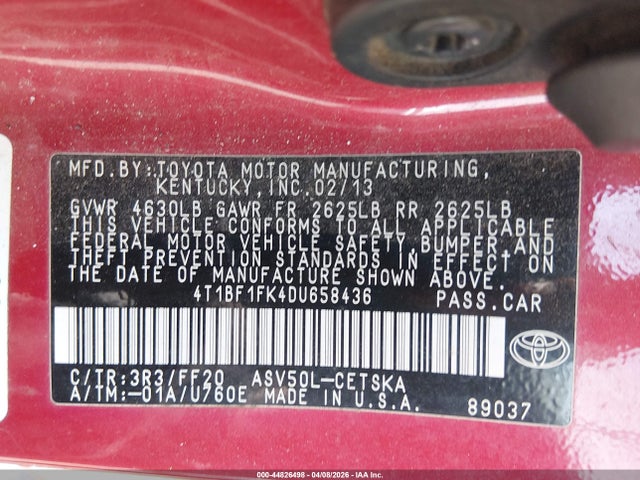 MFD.BY:TOYOTA MOTOR MANUFACTURING,
KENTUCKY,INC.02/13
GVWR 4630LB GAWR FR 2625LB RR 2625LB
THIS VEHICLE CONFORMS TO ALL APPLICABLE
FEDERAL MOTOR VEHICLE SAFETY,BUMPER,AND
THEFT PREVENTION STANDARDS IN EFFECT ON
THE DATE OF MANUFACTURE SHOWN ABOVE.
4T1BF1FK4DU658436 PASS.CAR
C/TR:3R3/FF20 ASV50L-CETSKA
A/TM:-01A/U760E MADE IN U.S.A. 89037
TOYOTA
000-44826498 - 04/08/2026 - IAA Inc.